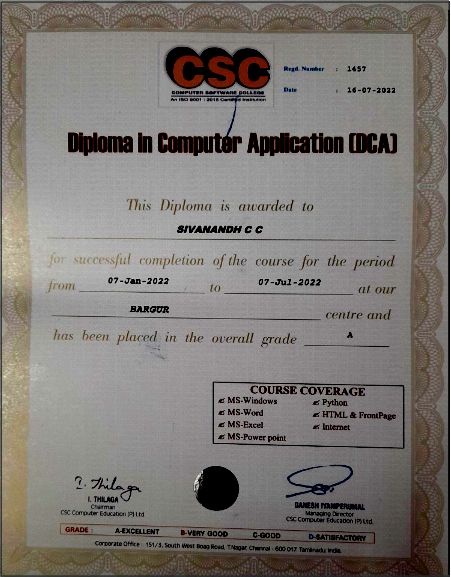 CSC
COMPUTER SOFTWARE COLLEGE
An ISO 9001 : 2015 Certified Institution
Regd. Number : 1457
Date : 16-07-2022
Diploma in Computer Application (DCA)
This Diploma is awarded to
SIVANANDH C C
for successful completion of the course for the period
from 07-Jan-2022 to 07-Jul-2022 at our
BARGUR centre and
has been placed in the overall grade A
COURSE COVERAGE
MS-Windows
MS-Word
MS-Excel
MS-Power point
Python
HTML & FrontPage
Internet
I. Thilaga
I. THILAGA
Chairman
CSC Computer Education (P) Ltd.
DANESH IYAMPERUMAL
Managing Director
CSC Computer Education (P) Ltd.
GRADE : A-EXCELLENT B-VERY GOOD C-GOOD D-SATISFACTORY
Corporate Office : 151/3, South West Boag Road, T.Nagar, Chennai - 600 017 Tamilnadu India.